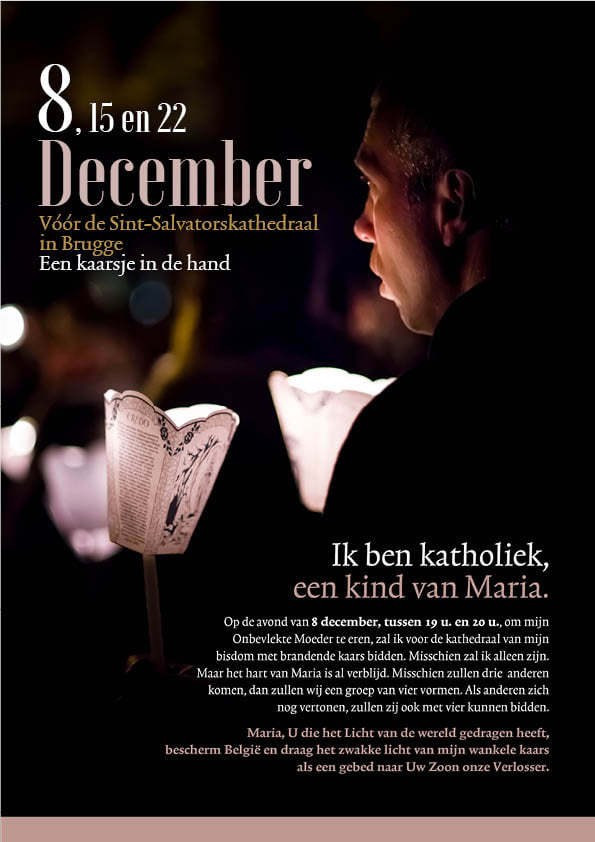 8, 15 en 22
December
Vóór de Sint-Salvatorskathedraal
in Brugge
Een kaarsje in de hand
CREDO
Ik ben katholiek,
een kind van Maria.
Op de avond van 8 december, tussen 19 u. en 20 u., om mijn
Onbevlekte Moeder te eren, zal ik voor de kathedraal van mijn
bisdom met brandende kaars bidden. Misschien zal ik alleen zijn.
Maar het hart van Maria is al verblijd. Misschien zullen drie anderen
komen, dan zullen wij een groep van vier vormen. Als anderen zich
nog vertonen, zullen zij ook met vier kunnen bidden.
Maria, U die het Licht van de wereld gedragen heeft,
bescherm België en draag het zwakke licht van mijn wankele kaars
als een gebed naar Uw Zoon onze Verlosser.